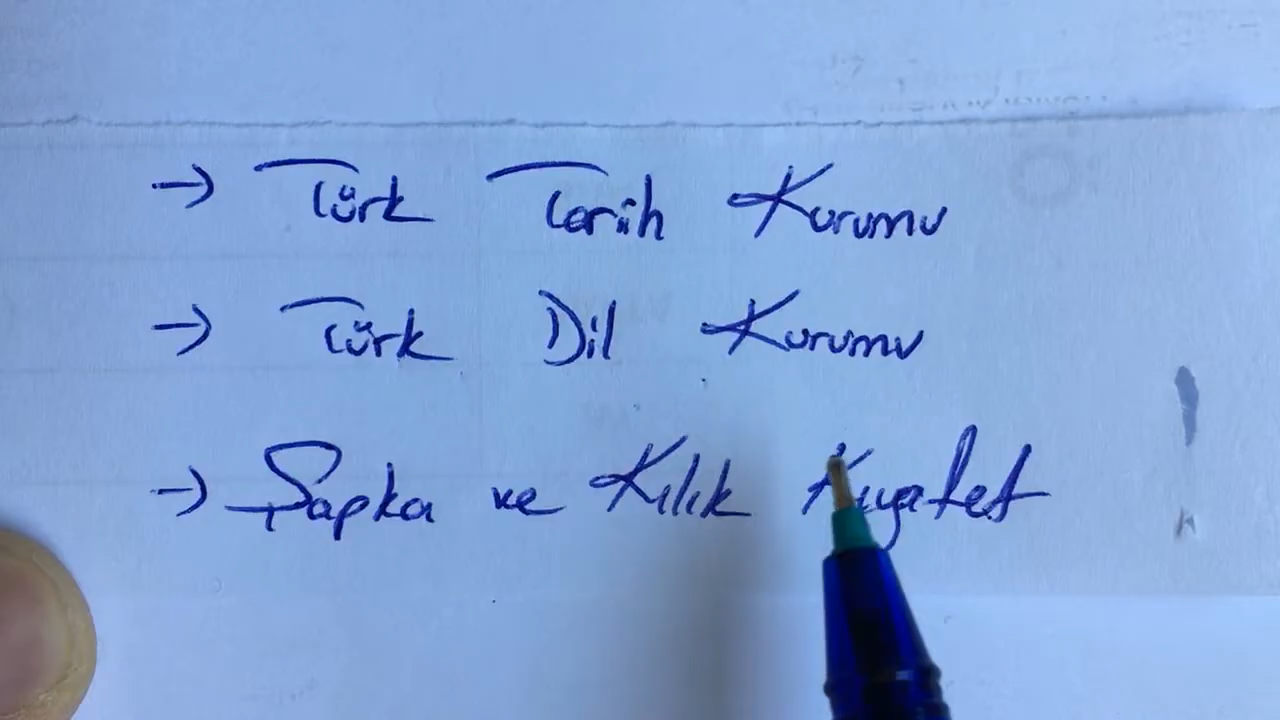 → Türk Tarih Kurumu
→ Türk Dil Kurumu
→ Şapka ve Kılık Kıyafet